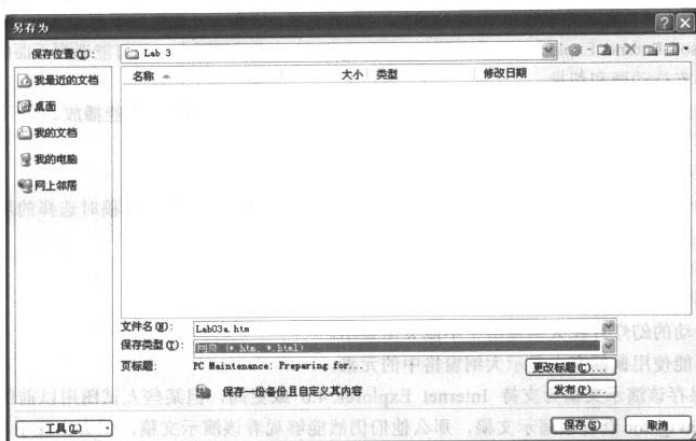 另存为
保存位置(I):
Lab 3
我最近的文档
桌面
我的文档
我的电脑
网上邻居
名称 大小 类型 修改日期
文件名(N): Lab03a.htm
保存类型(T): 网页 (*.htm; *.html)
页标题: PC Maintenance: Preparing for...
更改标题(C)...
保存一份备份且自定义其内容
发布(P)...
工具(L)
保存(S)
取消